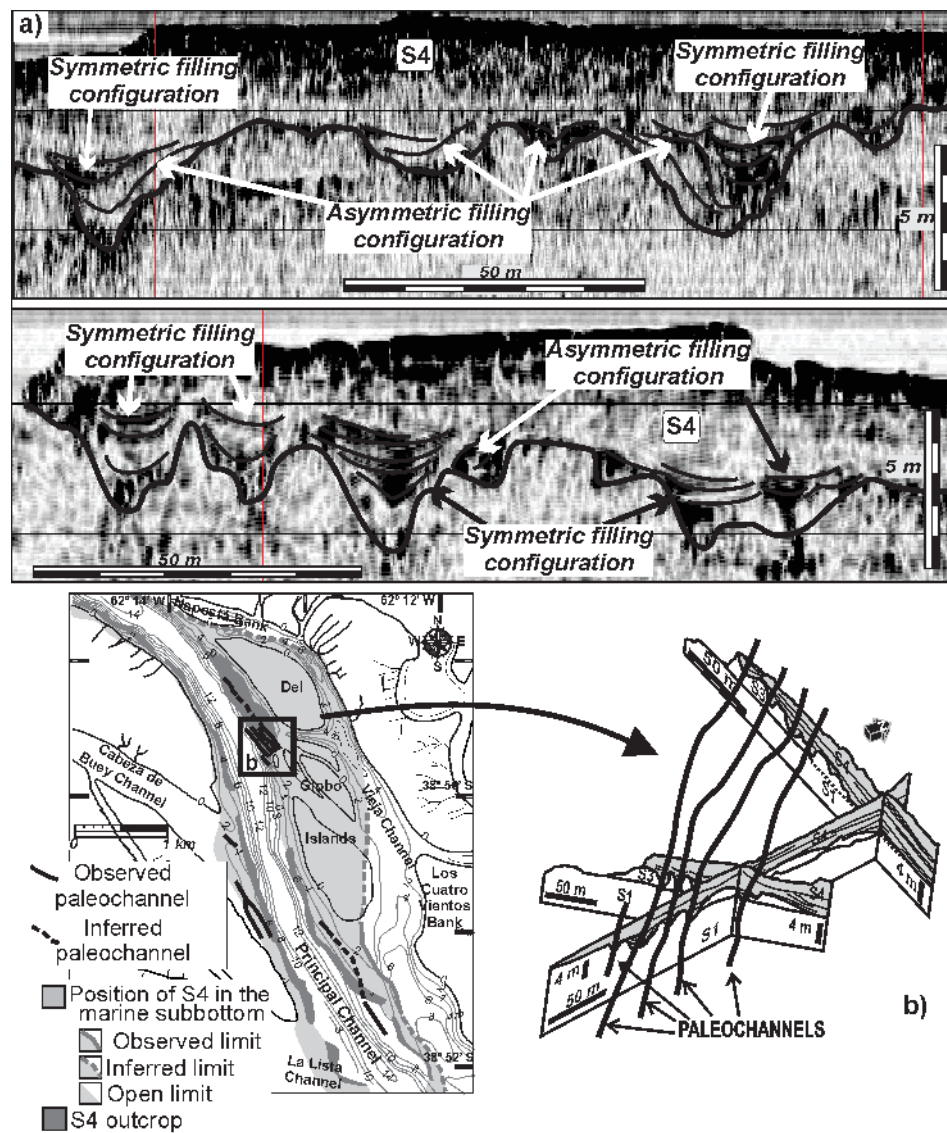 a)
S4
Symmetric filling
configuration
Symmetric filling
configuration
Asymmetric filling
configuration
5 m
50 m
Symmetric filling
configuration
Asymmetric filling
configuration
S4
5 m
Symmetric filling
configuration
50 m
62° 14' W
62° 12' W
Naposta Bank
N
W E
S
Del
b
Globo
Islands
Cabeza de
Buey Channel
Vieja Channel
0 1 km
Los
Cuatro
Vientos
Bank
Principal Channel
38° 52' S
La Lista
Channel
Observed
paleochannel
Inferred
paleochannel
Position of S4 in the
marine subbottom
Observed limit
Inferred limit
Open limit
S4 outcrop
50 m
S3
S4
S1
4 m
S3
S1
50 m
S4
4 m
S1
4 m
50 m
PALEOCHANNELS
b)